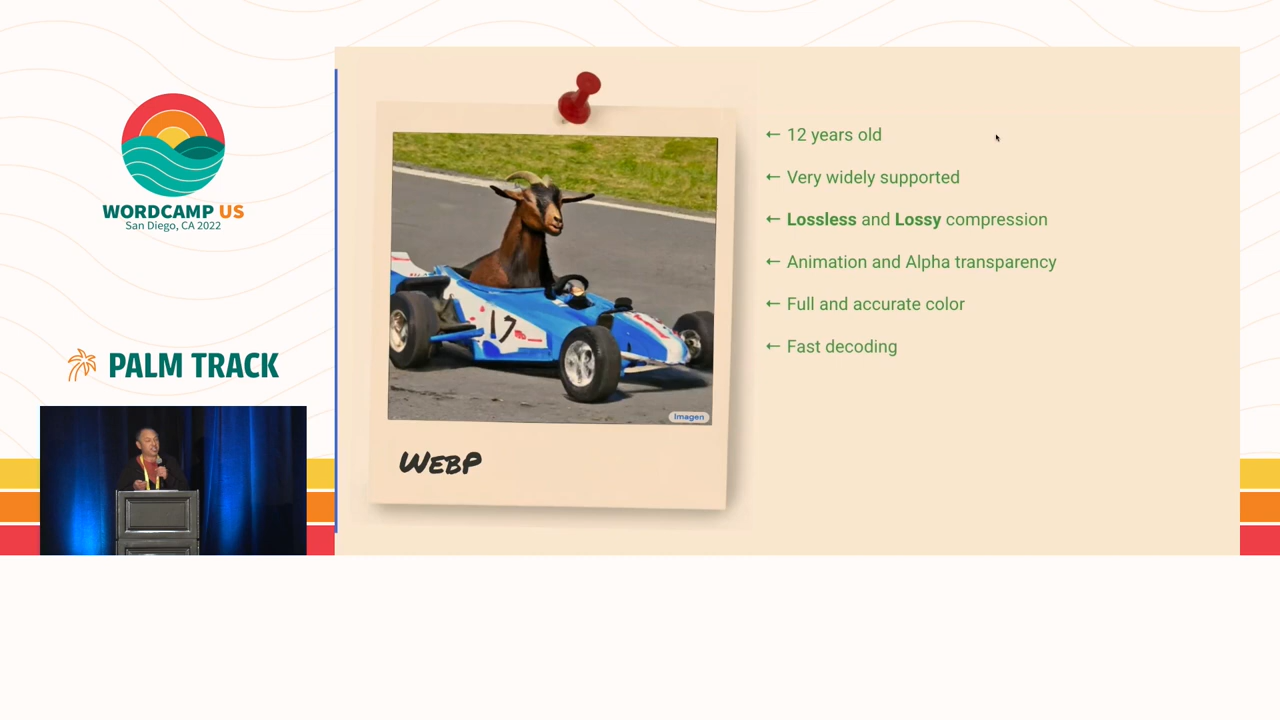 WORDCAMP US
San Diego, CA 2022
PALM TRACK
17
Imagen
WebP
← 12 years old
← Very widely supported
← Lossless and Lossy compression
← Animation and Alpha transparency
← Full and accurate color
← Fast decoding